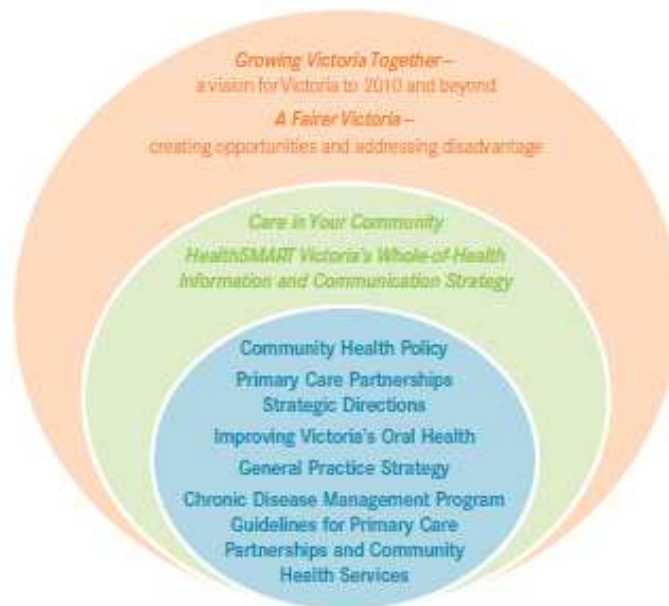 Growing Victoria Together –
a vision for Victoria to 2010 and beyond
A Fairer Victoria –
creating opportunities and addressing disadvantage
Care in Your Community
HealthSMART Victoria's Whole-of-Health
Information and Communication Strategy
Community Health Policy
Primary Care Partnerships
Strategic Directions
Improving Victoria's Oral Health
General Practice Strategy
Chronic Disease Management Program
Guidelines for Primary Care
Partnerships and Community
Health Services